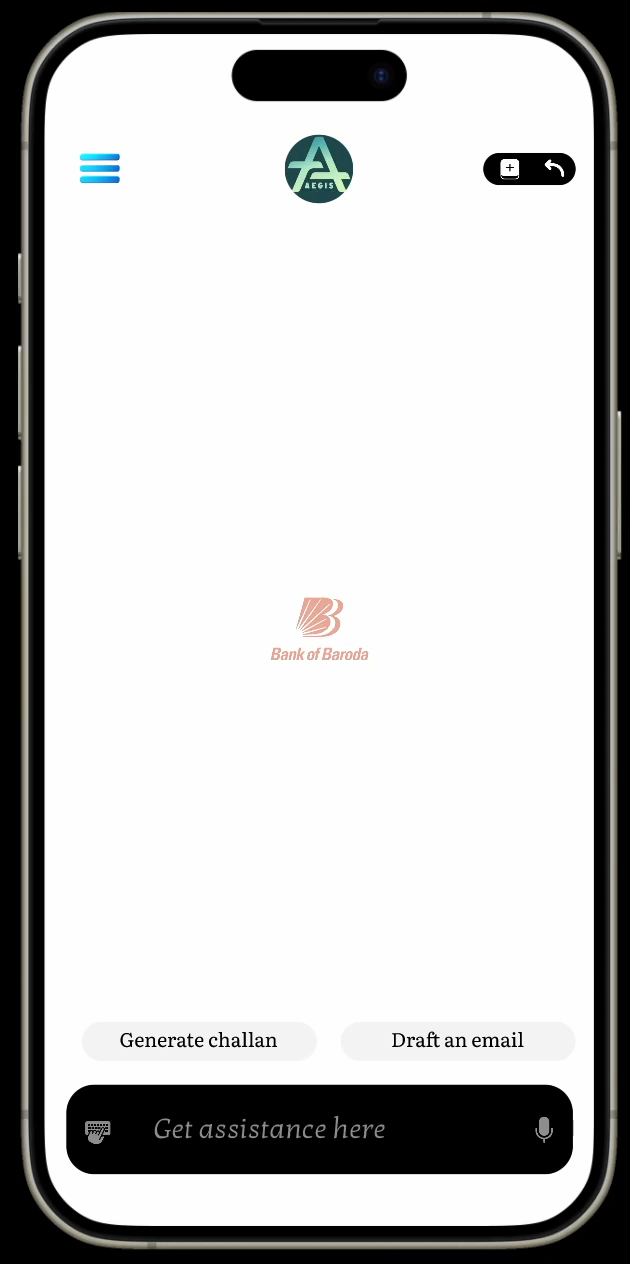 AEGIS
Bank of Baroda
Generate challan
Draft an email
Get assistance here